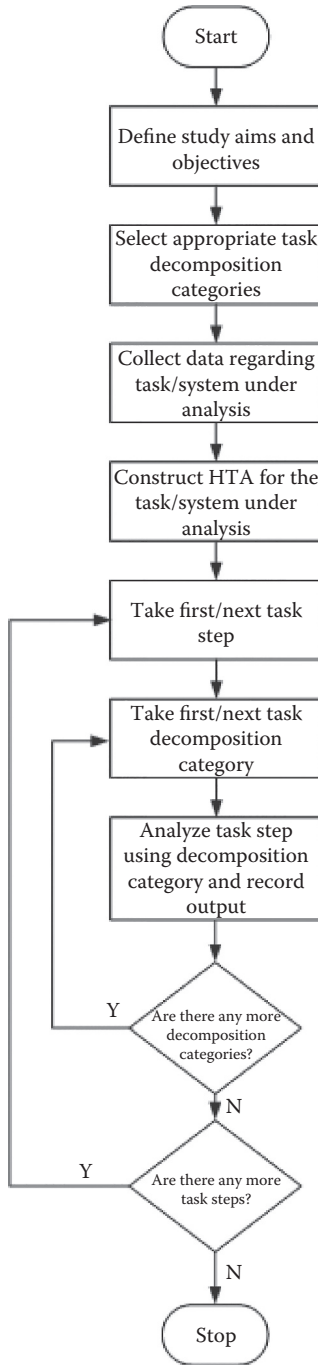 Start
Define study aims and
objectives
Select appropriate task
decomposition
categories
Collect data regarding
task/system under
analysis
Construct HTA for the
task/system under
analysis
Take first/next task
step
Take first/next task
decomposition
category
Analyze task step
using decomposition
category and record
output
Y
Are there any more
decomposition
categories?
N
Y
Are there any more
task steps?
N
Stop